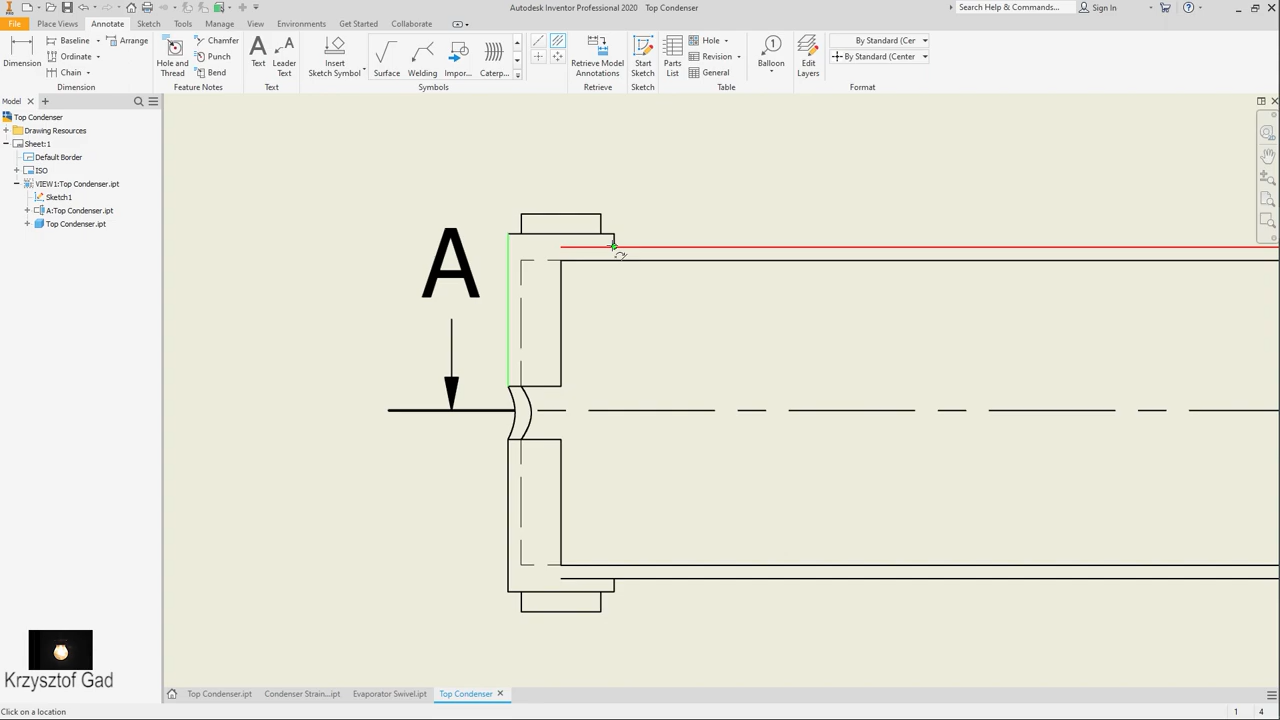 Autodesk Inventor Professional 2020 Top Condenser
Search Help & Commands...
Sign In
File Place Views Annotate Sketch Tools Manage View Environments Get Started Collaborate
Dimension
Baseline
Ordinate
Chain
Arrange
Dimension
Hole and
Thread
Chamfer
Punch
Bend
Feature Notes
Text
Leader
Text
Text
Insert
Sketch Symbol
Surface
Welding
Impor...
Caterp...
Symbols
Retrieve Model
Annotations
Retrieve
Start
Sketch
Sketch
Parts
List
Hole
Revision
General
Table
Balloon
Edit
Layers
By Standard (Cer
By Standard (Center
Format
Model
Top Condenser
Drawing Resources
Sheet:1
Default Border
ISO
VIEW1:Top Condenser.ipt
Sketch1
A:Top Condenser.ipt
Top Condenser.ipt
A
Krzysztof Gad
Top Condenser.ipt Condenser Strain...ipt Evaporator Swivel.ipt Top Condenser
Click on a location
1 4